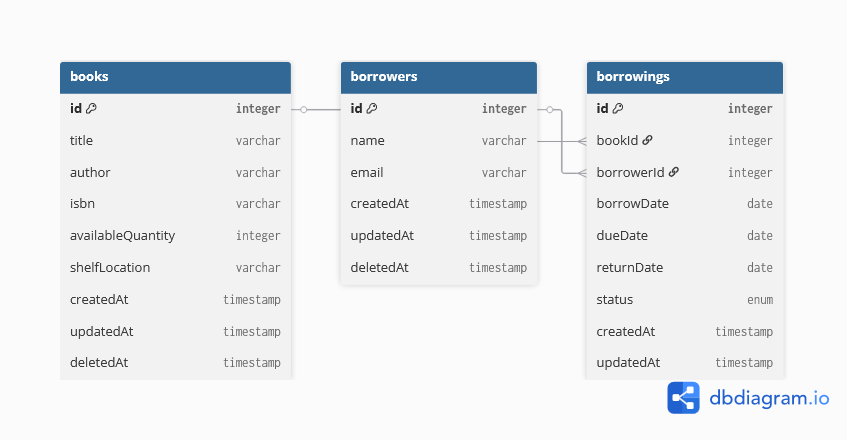 books
id integer
title varchar
author varchar
isbn varchar
availableQuantity integer
shelfLocation varchar
createdAt timestamp
updatedAt timestamp
deletedAt timestamp
borrowers
id integer
name varchar
email varchar
createdAt timestamp
updatedAt timestamp
deletedAt timestamp
borrowings
id integer
bookId integer
borrowerId integer
borrowDate date
dueDate date
returnDate date
status enum
createdAt timestamp
updatedAt timestamp
dbdiagram.io